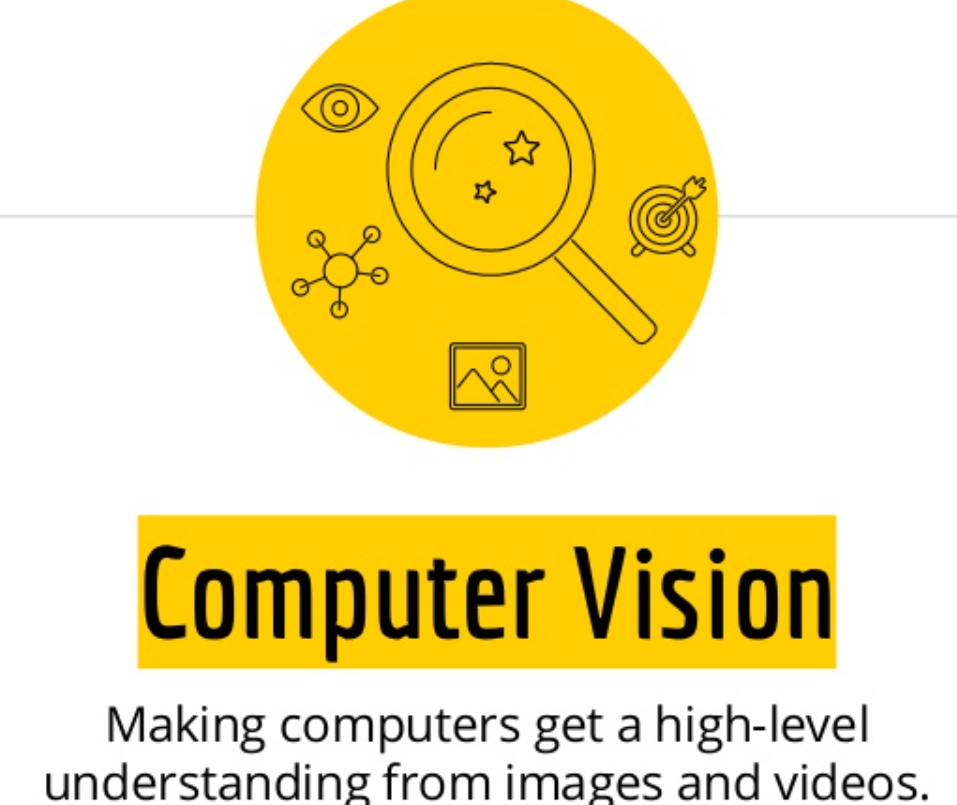 Computer Vision
Making computers get a high-level
understanding from images and videos.